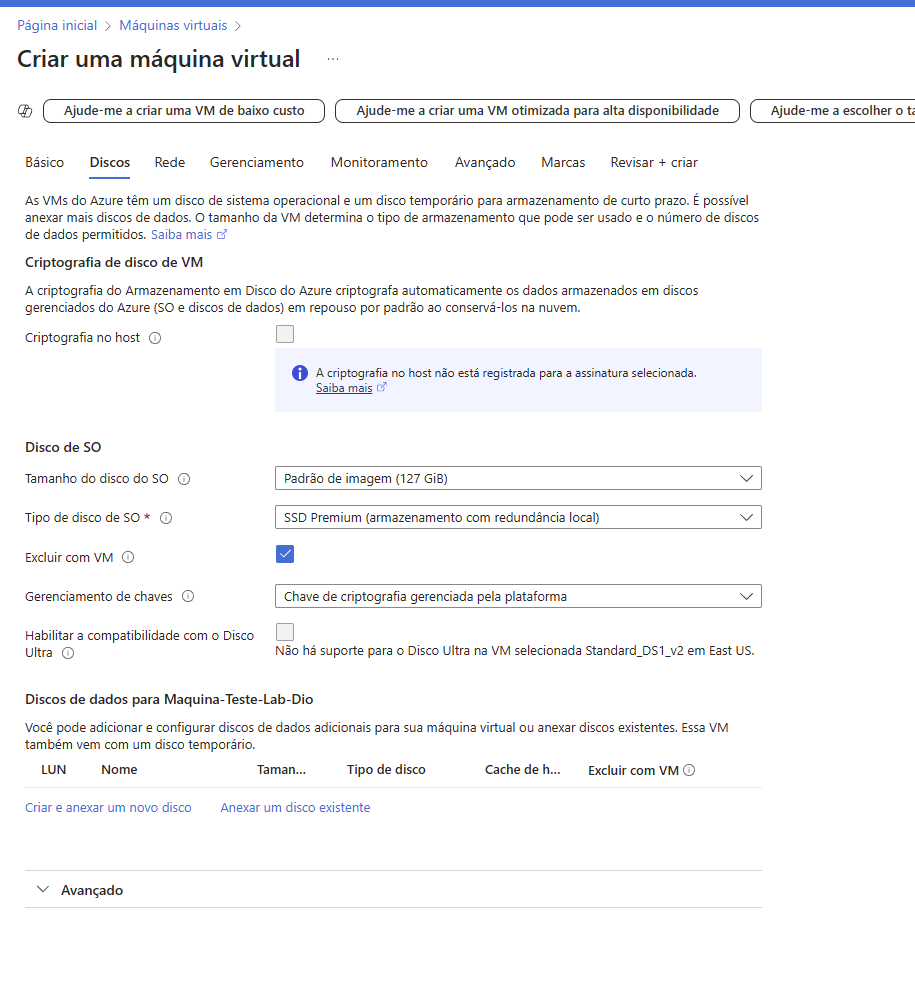 Página inicial > Máquinas virtuais >
Criar uma máquina virtual ...
Ajude-me a criar uma VM de baixo custo Ajude-me a criar uma VM otimizada para alta disponibilidade Ajude-me a escolher o ta
Básico Discos Rede Gerenciamento Monitoramento Avançado Marcas Revisar + criar
As VMs do Azure têm um disco de sistema operacional e um disco temporário para armazenamento de curto prazo. É possível
anexar mais discos de dados. O tamanho da VM determina o tipo de armazenamento que pode ser usado e o número de discos
de dados permitidos. Saiba mais
Criptografia de disco de VM
A criptografia do Armazenamento em Disco do Azure criptografa automaticamente os dados armazenados em discos
gerenciados do Azure (SO e discos de dados) em repouso por padrão ao conservá-los na nuvem.
Criptografia no host
A criptografia no host não está registrada para a assinatura selecionada.
Saiba mais
Disco de SO
Tamanho do disco do SO Padrão de imagem (127 GiB)
Tipo de disco de SO * SSD Premium (armazenamento com redundância local)
Excluir com VM
Gerenciamento de chaves Chave de criptografia gerenciada pela plataforma
Habilitar a compatibilidade com o Disco
Ultra
Não há suporte para o Disco Ultra na VM selecionada Standard_DS1_v2 em East US.
Discos de dados para Maquina-Teste-Lab-Dio
Você pode adicionar e configurar discos de dados adicionais para sua máquina virtual ou anexar discos existentes. Essa VM
também vem com um disco temporário.
LUN Nome Taman... Tipo de disco Cache de h... Excluir com VM
Criar e anexar um novo disco Anexar um disco existente
Avançado